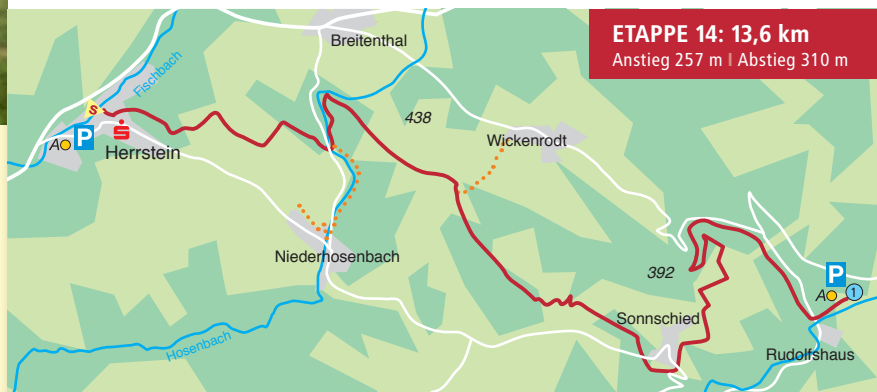 ETAPPE 14: 13,6 km
Anstieg 257 m | Abstieg 310 m
Breitenthal
Fischbach
S
438
P
A
Herrstein
Wickenrodt
Niederhosenbach
392
P
A
1
Sonnschied
Hosenbach
Rudolfshaus